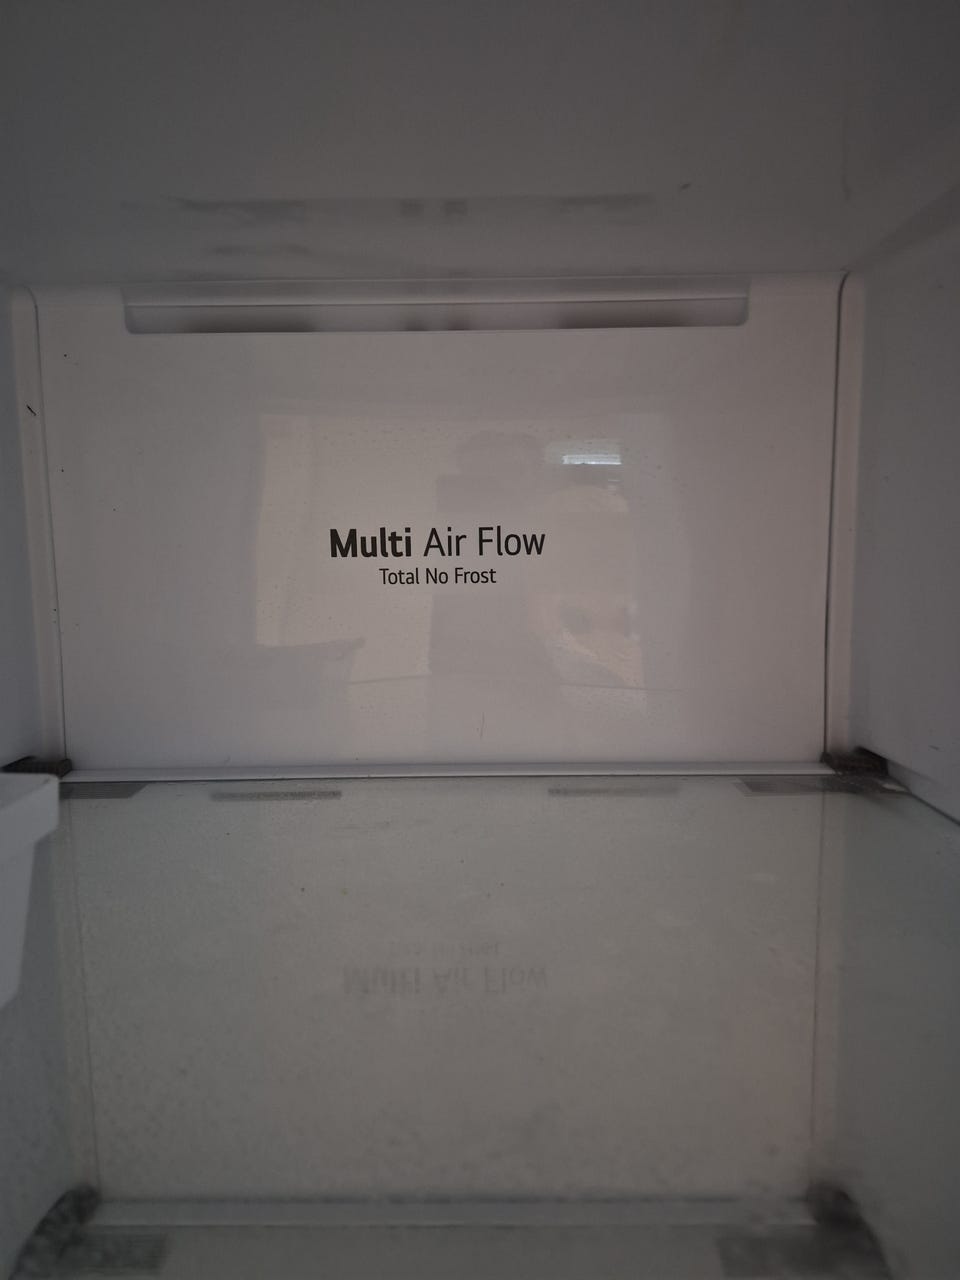 Multi Air Flow
Total No Frost